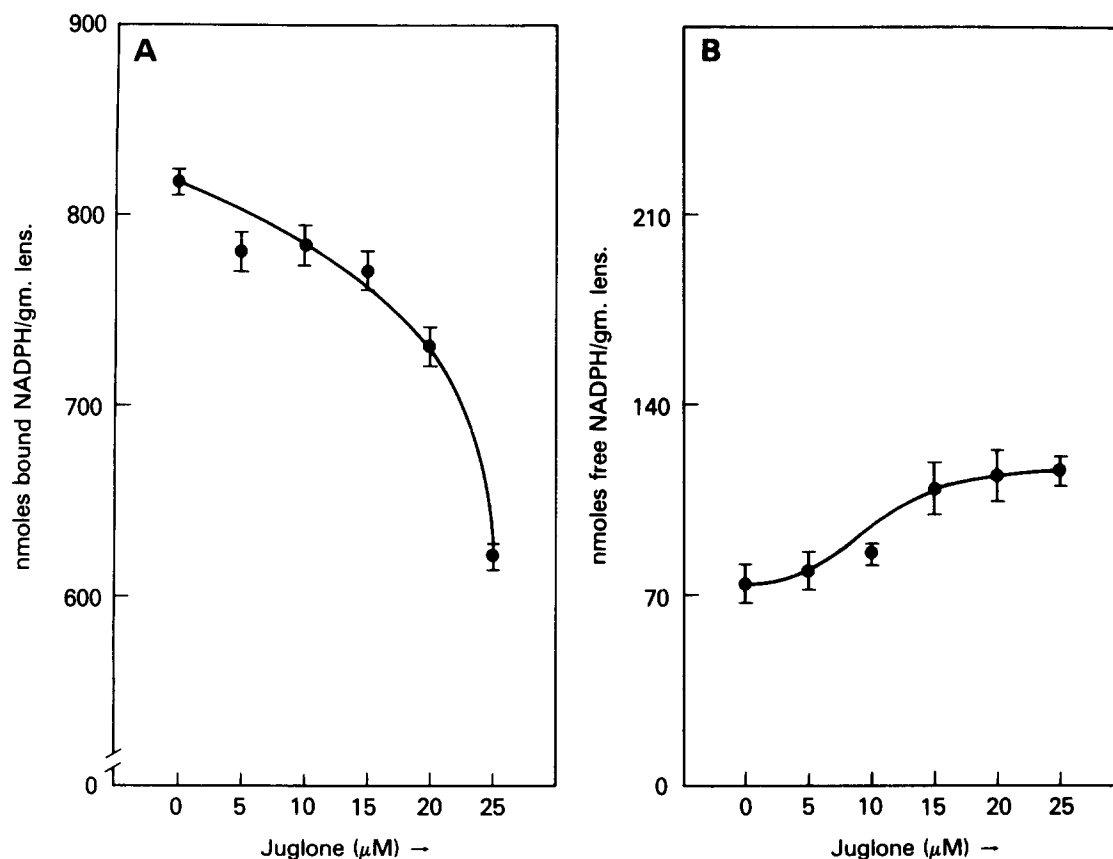 A
900
800
700
600
0
nmoles bound NADPH/gm. lens.
0 5 10 15 20 25
Juglone (μM) →
B
210
140
70
0
nmoles free NADPH/gm. lens.
0 5 10 15 20 25
Juglone (μM) →